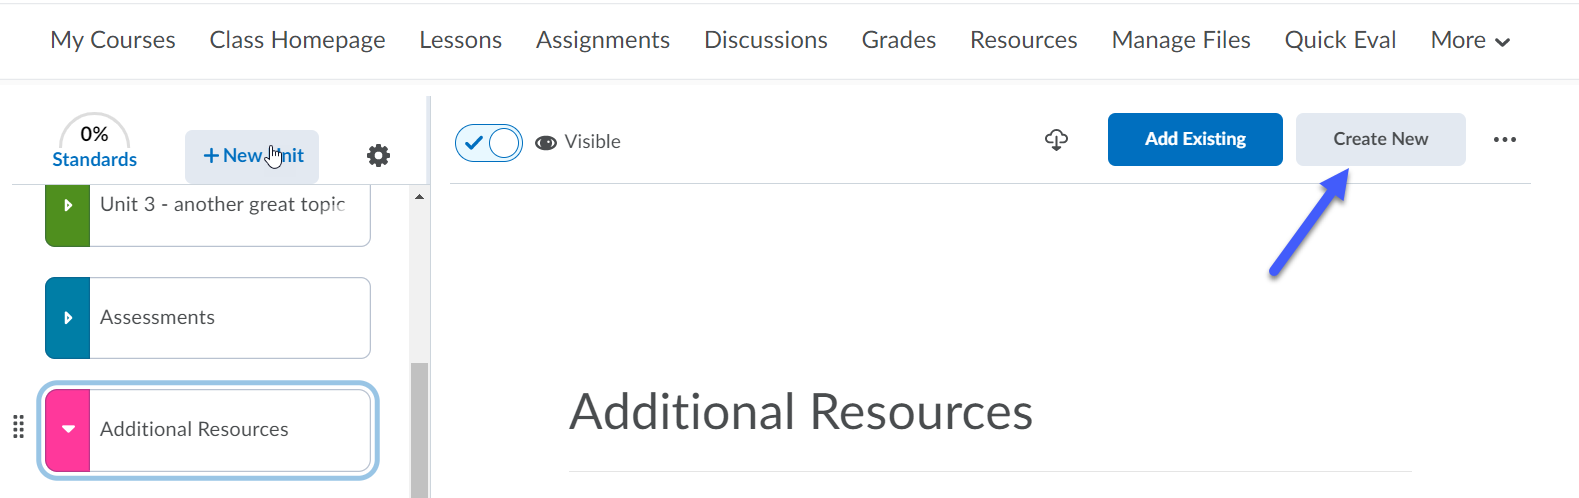 My Courses Class Homepage Lessons Assignments Discussions Grades Resources Manage Files Quick Eval More
0%
Standards
+ New Unit
Visible
Add Existing
Create New
Unit 3 - another great topic
Assessments
Additional Resources
Additional Resources